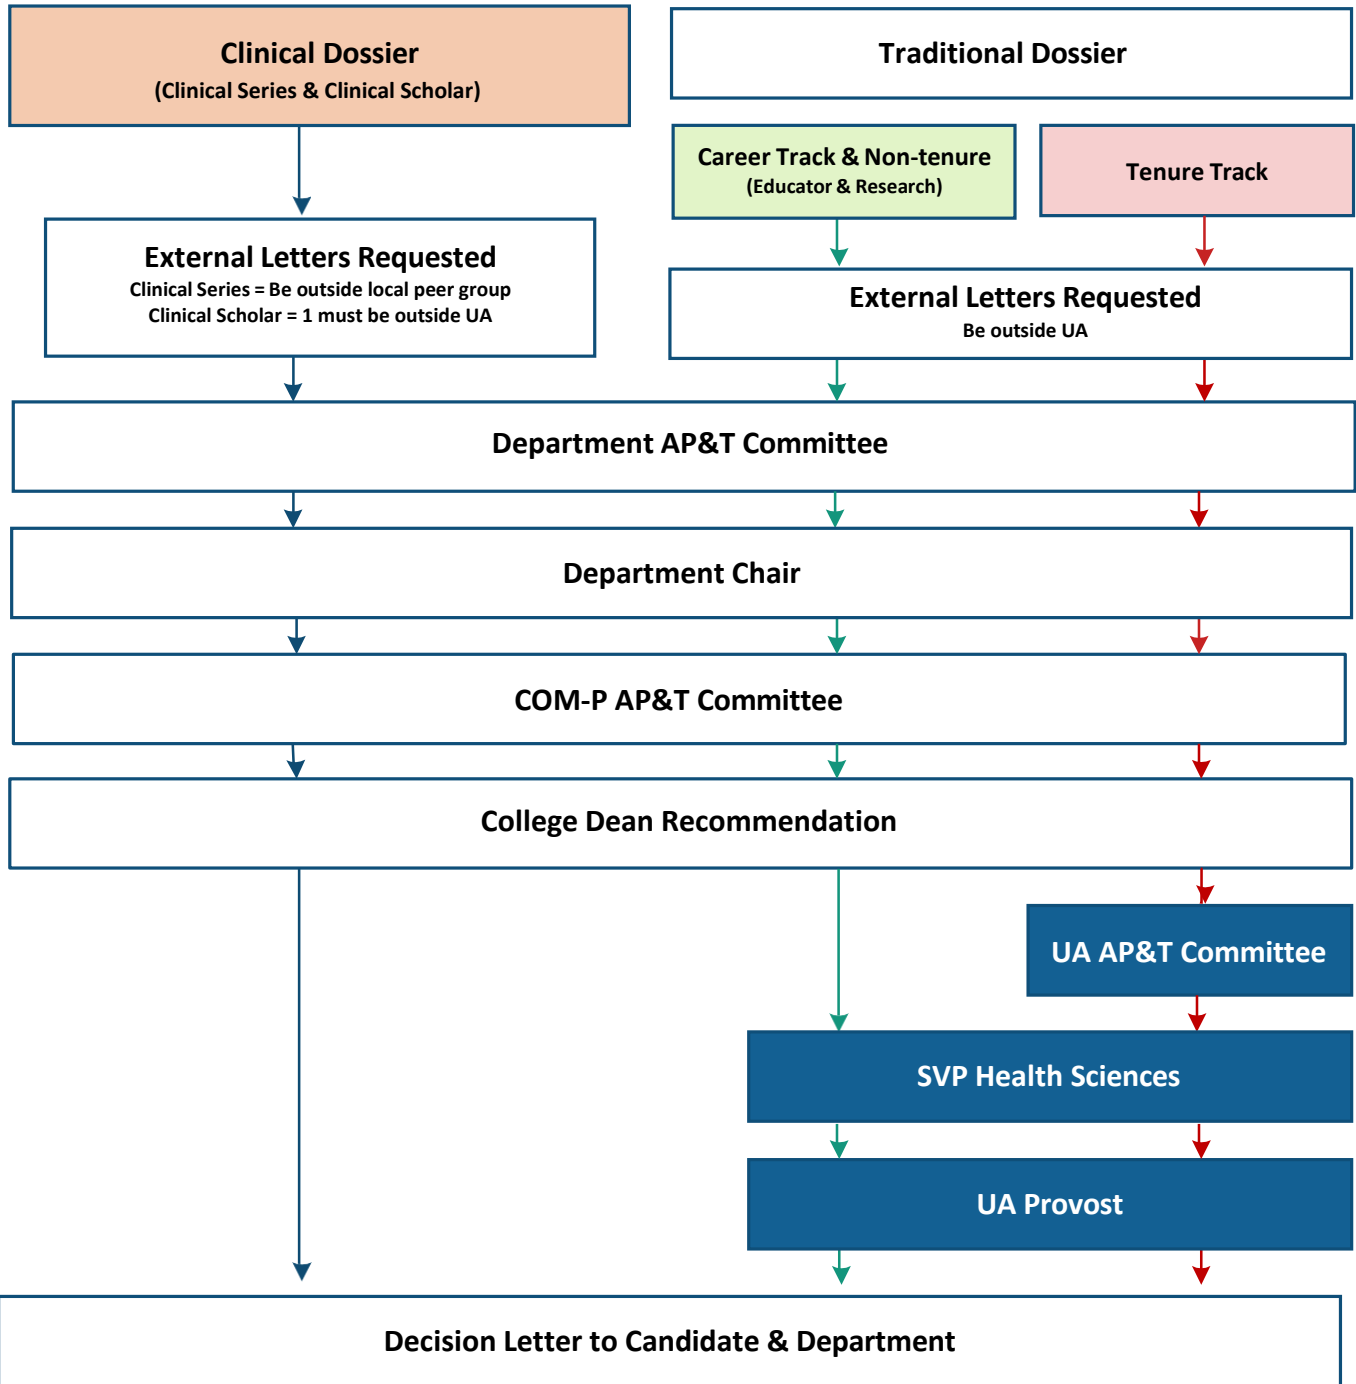 Clinical Dossier
(Clinical Series & Clinical Scholar)
Traditional Dossier
Career Track & Non-tenure
(Educator & Research)
Tenure Track
External Letters Requested
Clinical Series = Be outside local peer group
Clinical Scholar = 1 must be outside UA
External Letters Requested
Be outside UA
Department AP&T Committee
Department Chair
COM-P AP&T Committee
College Dean Recommendation
UA AP&T Committee
SVP Health Sciences
UA Provost
Decision Letter to Candidate & Department